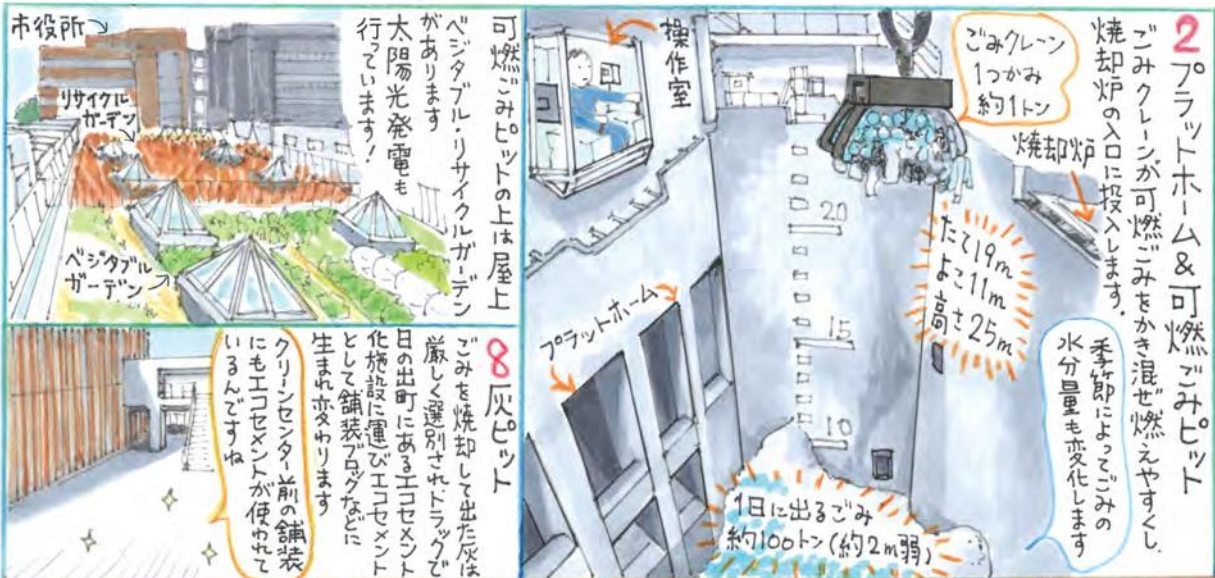 2 プラットホーム&可燃ごみピット
ごみクレーンが可燃ごみをかき混ぜ燃えやすくし、
焼却炉の入口に投入します。
ごみクレーン
1つかみ
約1トン
操作室
焼却炉
たて19m
よこ11m
高さ25m
季節によってごみの
水分量も変化します
20
15
10
プラットホーム
1日に出るごみ
約100トン(約2m弱)
可燃ごみピットの上は屋上
ベジタブル・リサイクルガーデン
があります
太陽光発電も
行っています!
市役所
リサイクル
ガーデン
ベジタブル
ガーデン
8 灰ピット
ごみを焼却して出た灰は
厳しく選別されトラックで
日の出町にあるエコセメント
化施設に運びエコセメント
として舗装ブロックなどに
生まれ変わります
クリーンセンター前の舗装
にもエコセメントが使われて
いるんですね